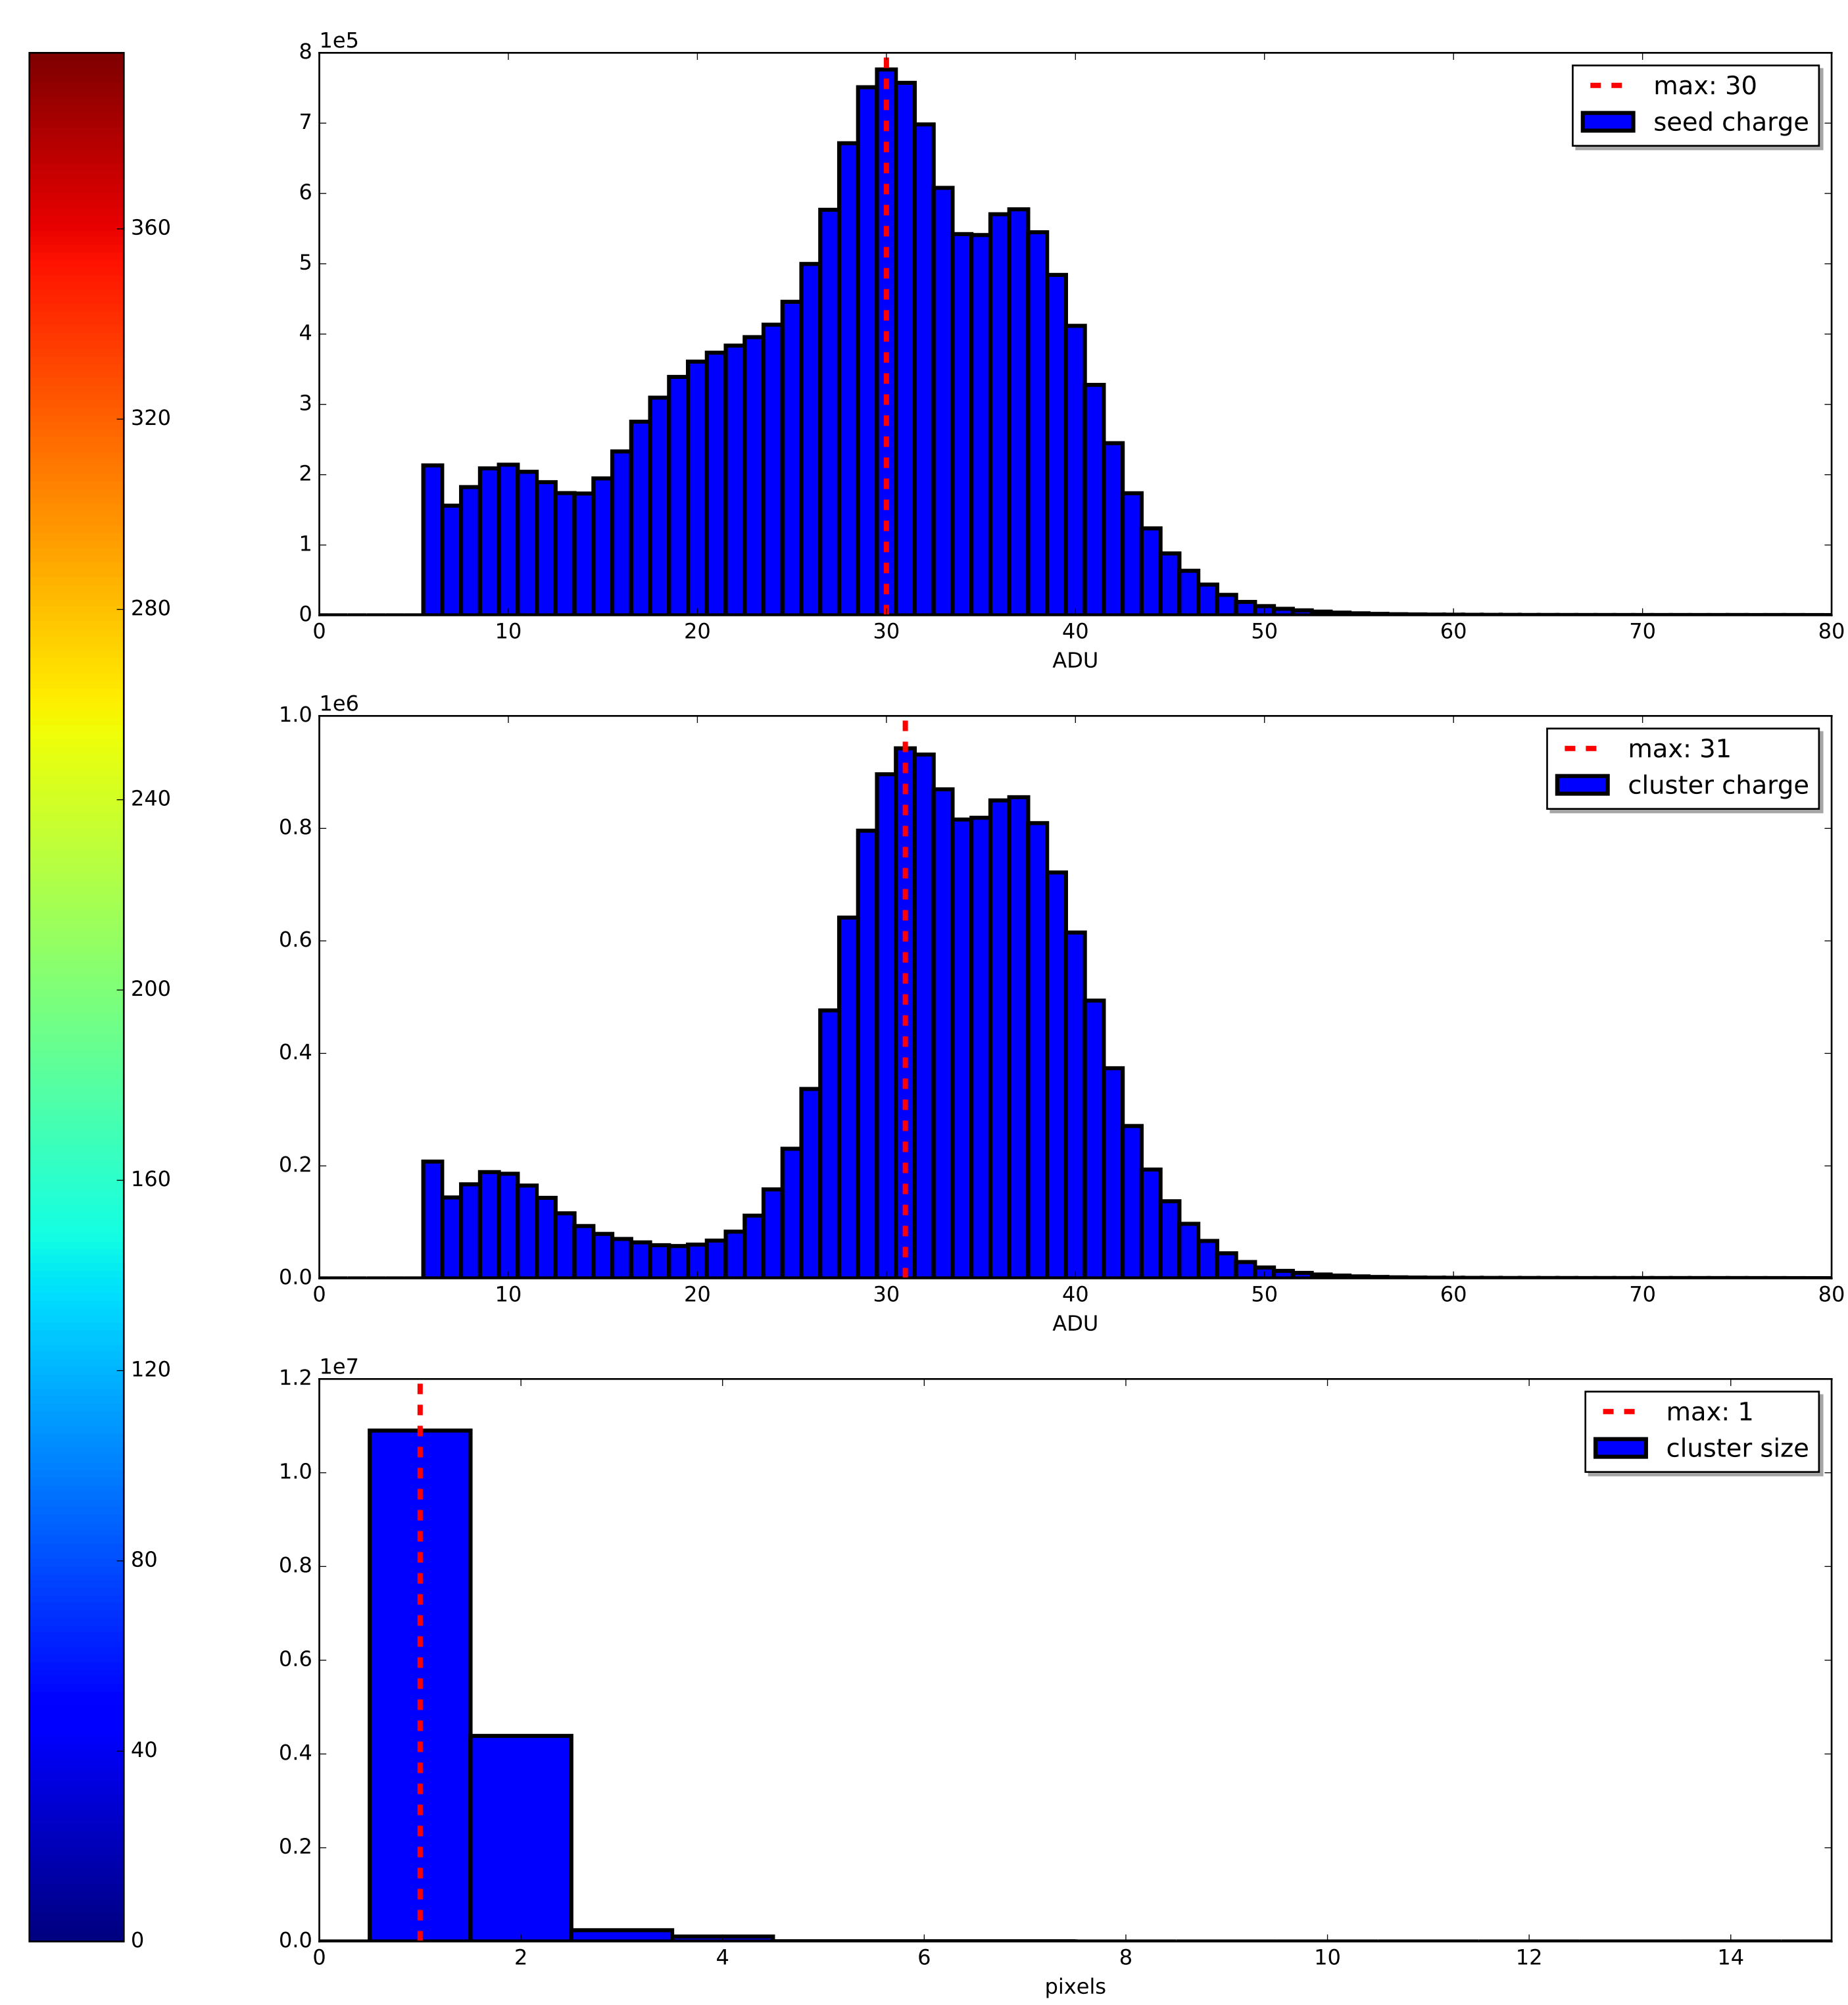 360
320
280
240
200
160
120
80
40
0
1e5
8
7
6
5
4
3
2
1
0
max: 30
seed charge
0 10 20 30 40 50 60 70 80
ADU
1e6
1.0
0.8
0.6
0.4
0.2
0.0
max: 31
cluster charge
0 10 20 30 40 50 60 70 80
ADU
1e7
1.2
1.0
0.8
0.6
0.4
0.2
0.0
max: 1
cluster size
0 2 4 6 8 10 12 14
pixels